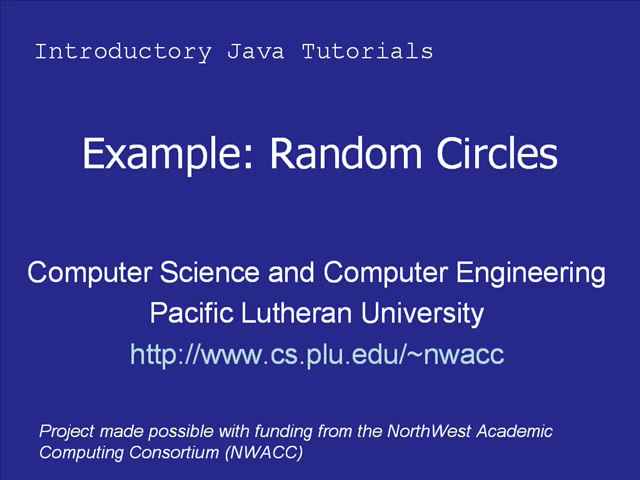 Introductory Java Tutorials
Example: Random Circles
Computer Science and Computer Engineering
Pacific Lutheran University
http://www.cs.plu.edu/~nwacc
Project made possible with funding from the NorthWest Academic
Computing Consortium (NWACC)